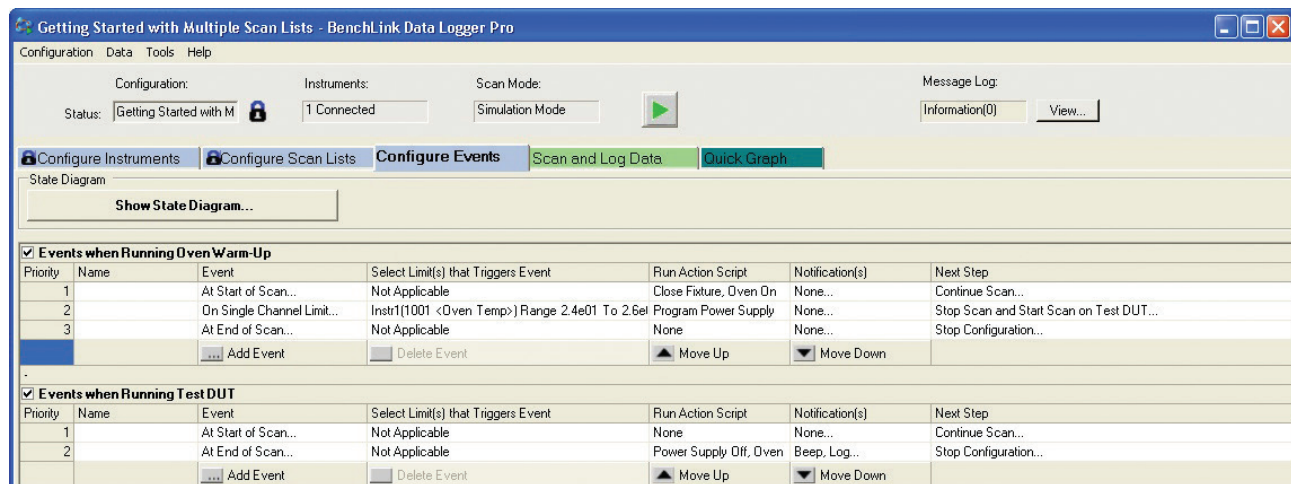 Getting Started with Multiple Scan Lists - BenchLink Data Logger Pro
Configuration Data Tools Help
Configuration: Instruments: Scan Mode: Message Log:
Status: Getting Started with M 1 Connected Simulation Mode Information(0) View...
Configure Instruments Configure Scan Lists Configure Events Scan and Log Data Quick Graph
State Diagram
Show State Diagram...
Events when Running Oven Warm-Up
Priority Name Event Select Limit(s) that Triggers Event Run Action Script Notification(s) Next Step
1 At Start of Scan... Not Applicable Close Fixture, Oven On None... Continue Scan...
2 On Single Channel Limit... Instr1(1001 <Oven Temp>) Range 2.4e01 To 2.6e Program Power Supply None... Stop Scan and Start Scan on Test DUT...
3 At End of Scan... Not Applicable None None... Stop Configuration...
... Add Event Delete Event Move Up Move Down
Events when Running Test DUT
Priority Name Event Select Limit(s) that Triggers Event Run Action Script Notification(s) Next Step
1 At Start of Scan... Not Applicable None None... Continue Scan...
2 At End of Scan... Not Applicable Power Supply Off, Oven Beep, Log... Stop Configuration...
... Add Event Delete Event Move Up Move Down